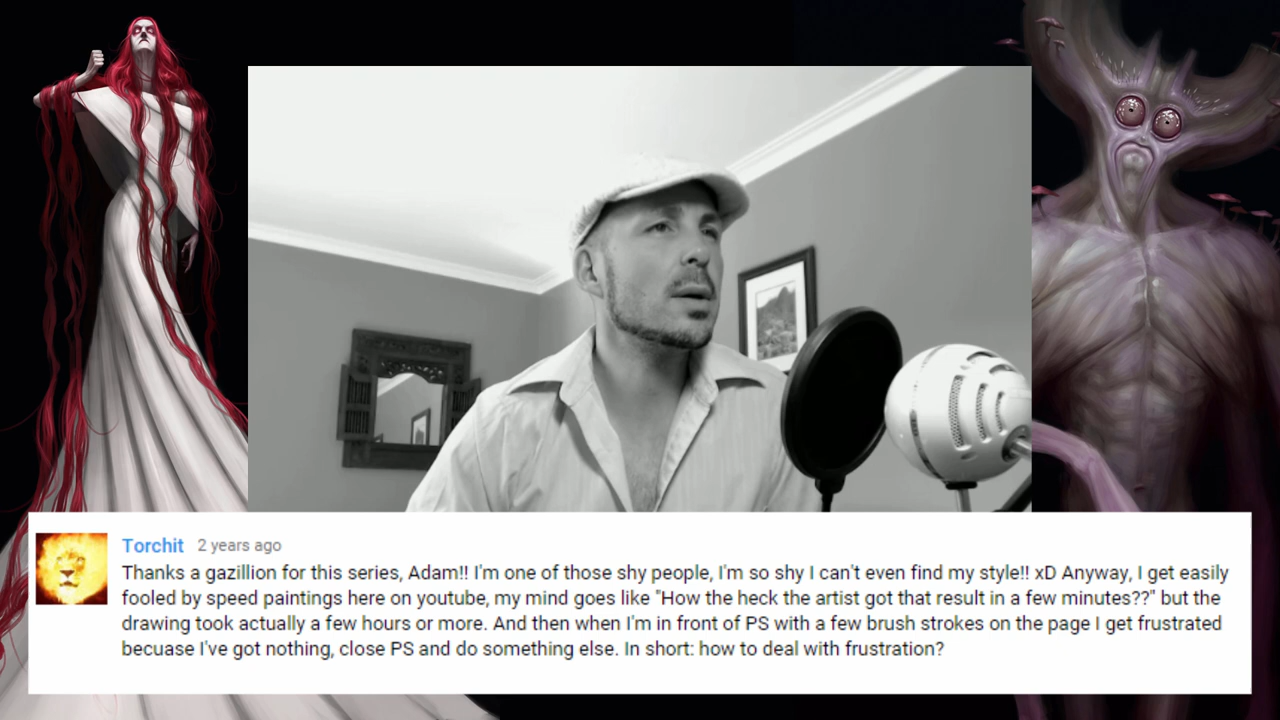 Torchit 2 years ago
Thanks a gazillion for this series, Adam!! I'm one of those shy people, I'm so shy I can't even find my style!! xD Anyway, I get easily
fooled by speed paintings here on youtube, my mind goes like "How the heck the artist got that result in a few minutes??" but the
drawing took actually a few hours or more. And then when I'm in front of PS with a few brush strokes on the page I get frustrated
becuase I've got nothing, close PS and do something else. In short: how to deal with frustration?